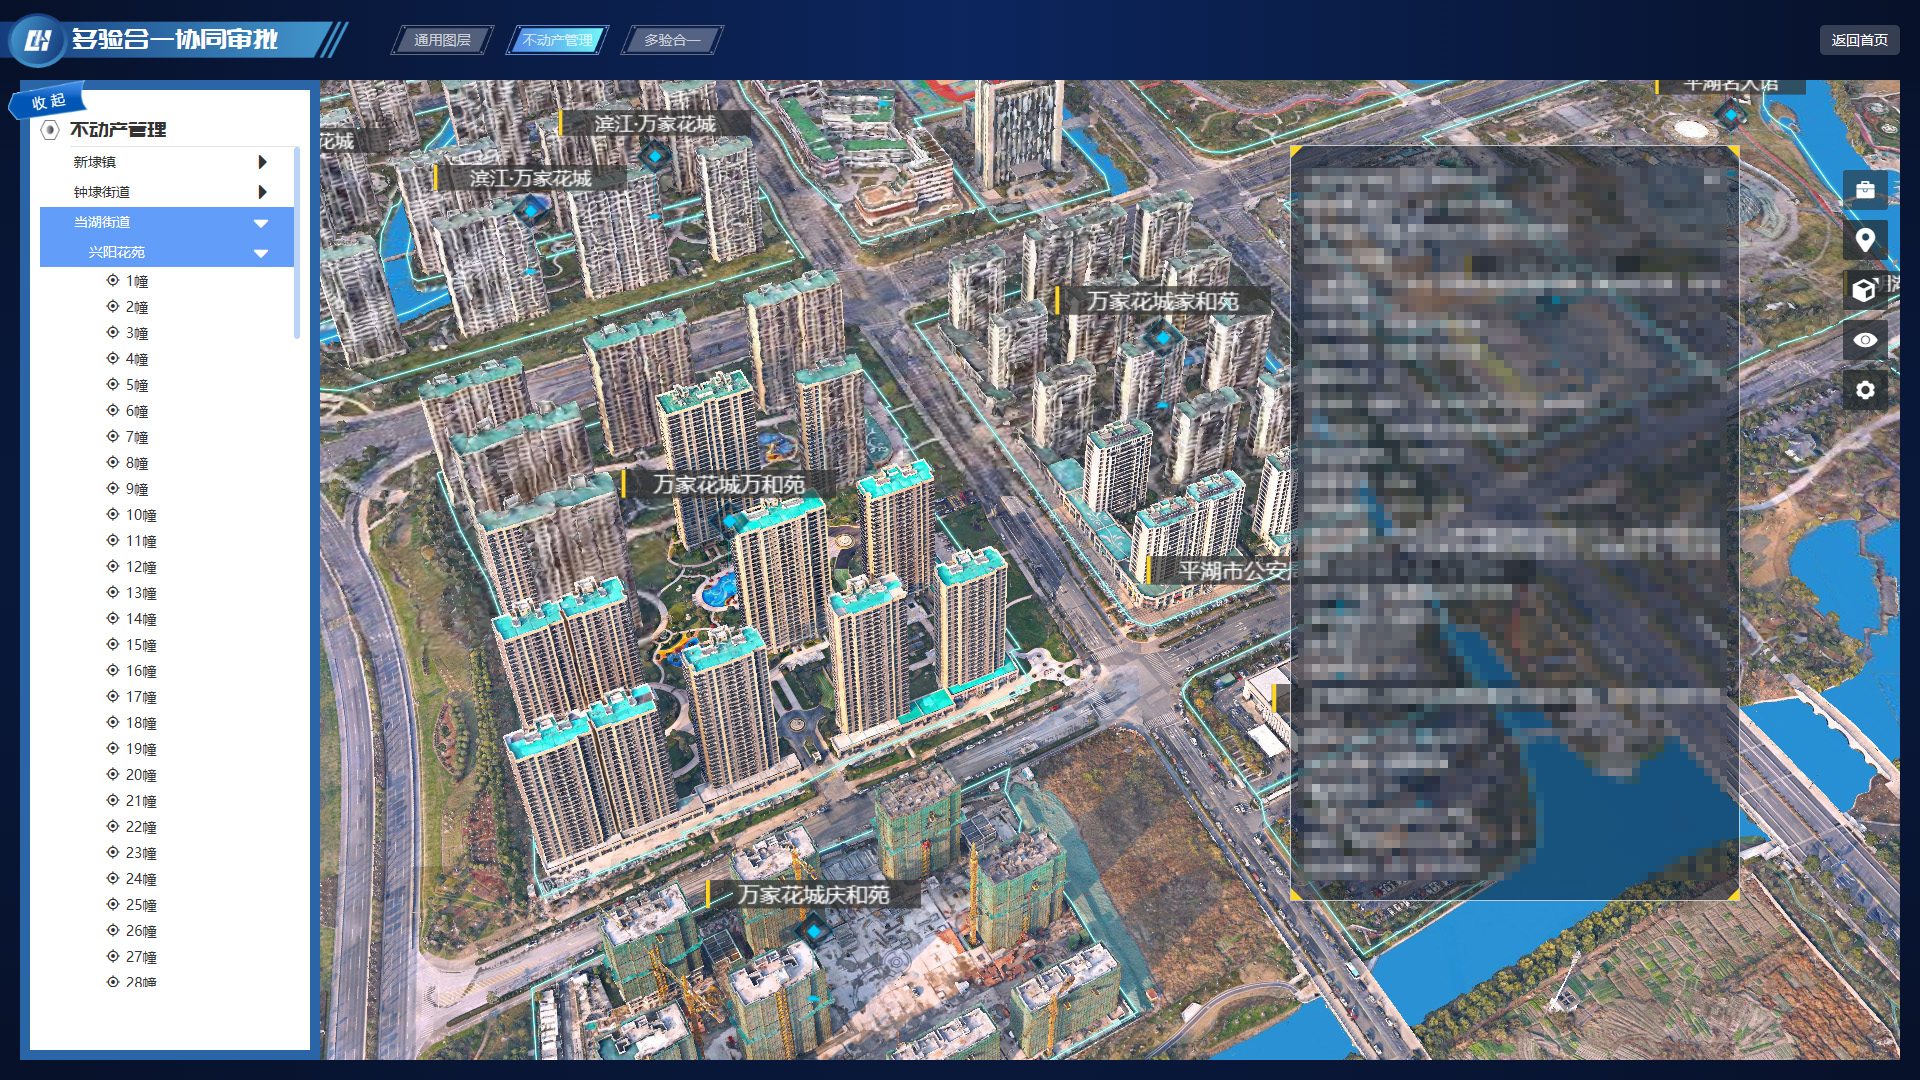 多验合一协同审批
通用图层
不动产管理
多验合一
返回首页
收起
不动产管理
新埭镇
钟埭街道
当湖街道
兴阳花苑
1幢
2幢
3幢
4幢
5幢
6幢
7幢
8幢
9幢
10幢
11幢
12幢
13幢
14幢
15幢
16幢
17幢
18幢
19幢
20幢
21幢
22幢
23幢
24幢
25幢
26幢
27幢
28幢
花城
滨江·万家花城
滨江·万家花城
万家花城家和苑
万家花城万和苑
平湖市公安
万家花城庆和苑